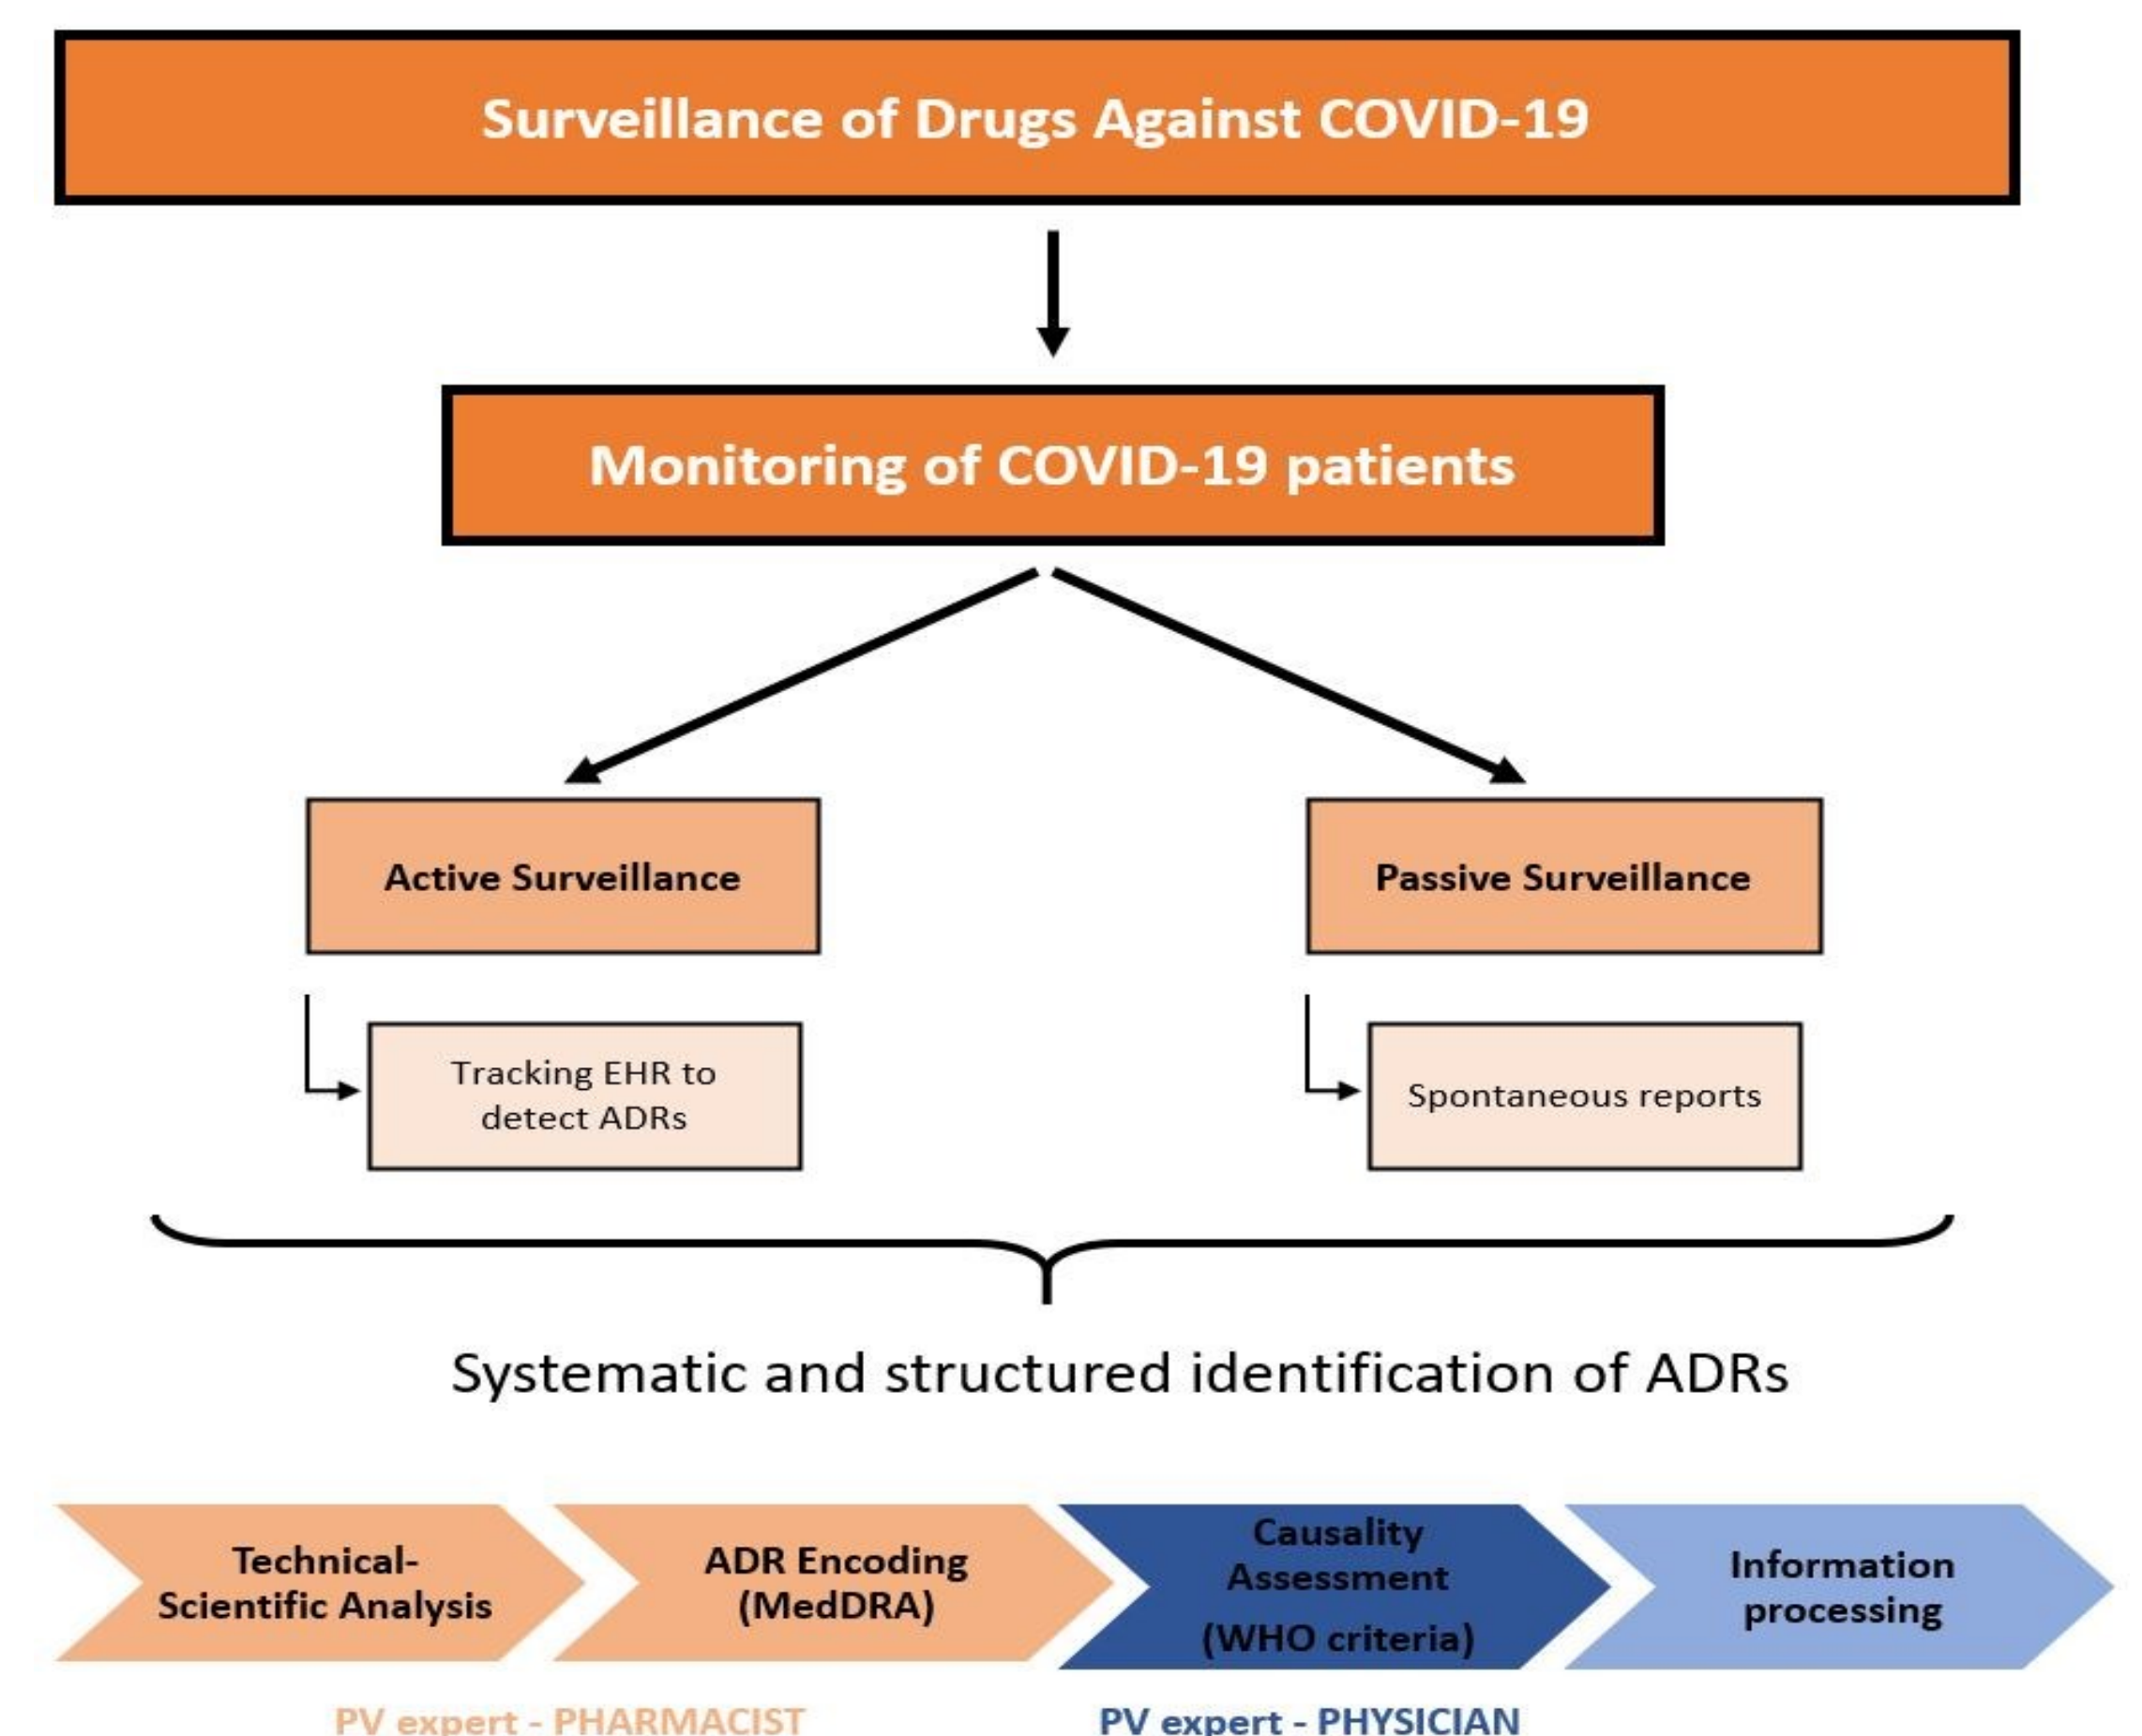 Surveillance of Drugs Against COVID-19
Monitoring of COVID-19 patients
Active Surveillance
Passive Surveillance
Tracking EHR to
detect ADRs
Spontaneous reports
Systematic and structured identification of ADRs
Technical-
Scientific Analysis
ADR Encoding
(MedDRA)
Causality
Assessment
(WHO criteria)
Information
processing
PV expert - PHARMACIST
PV expert - PHYSICIAN